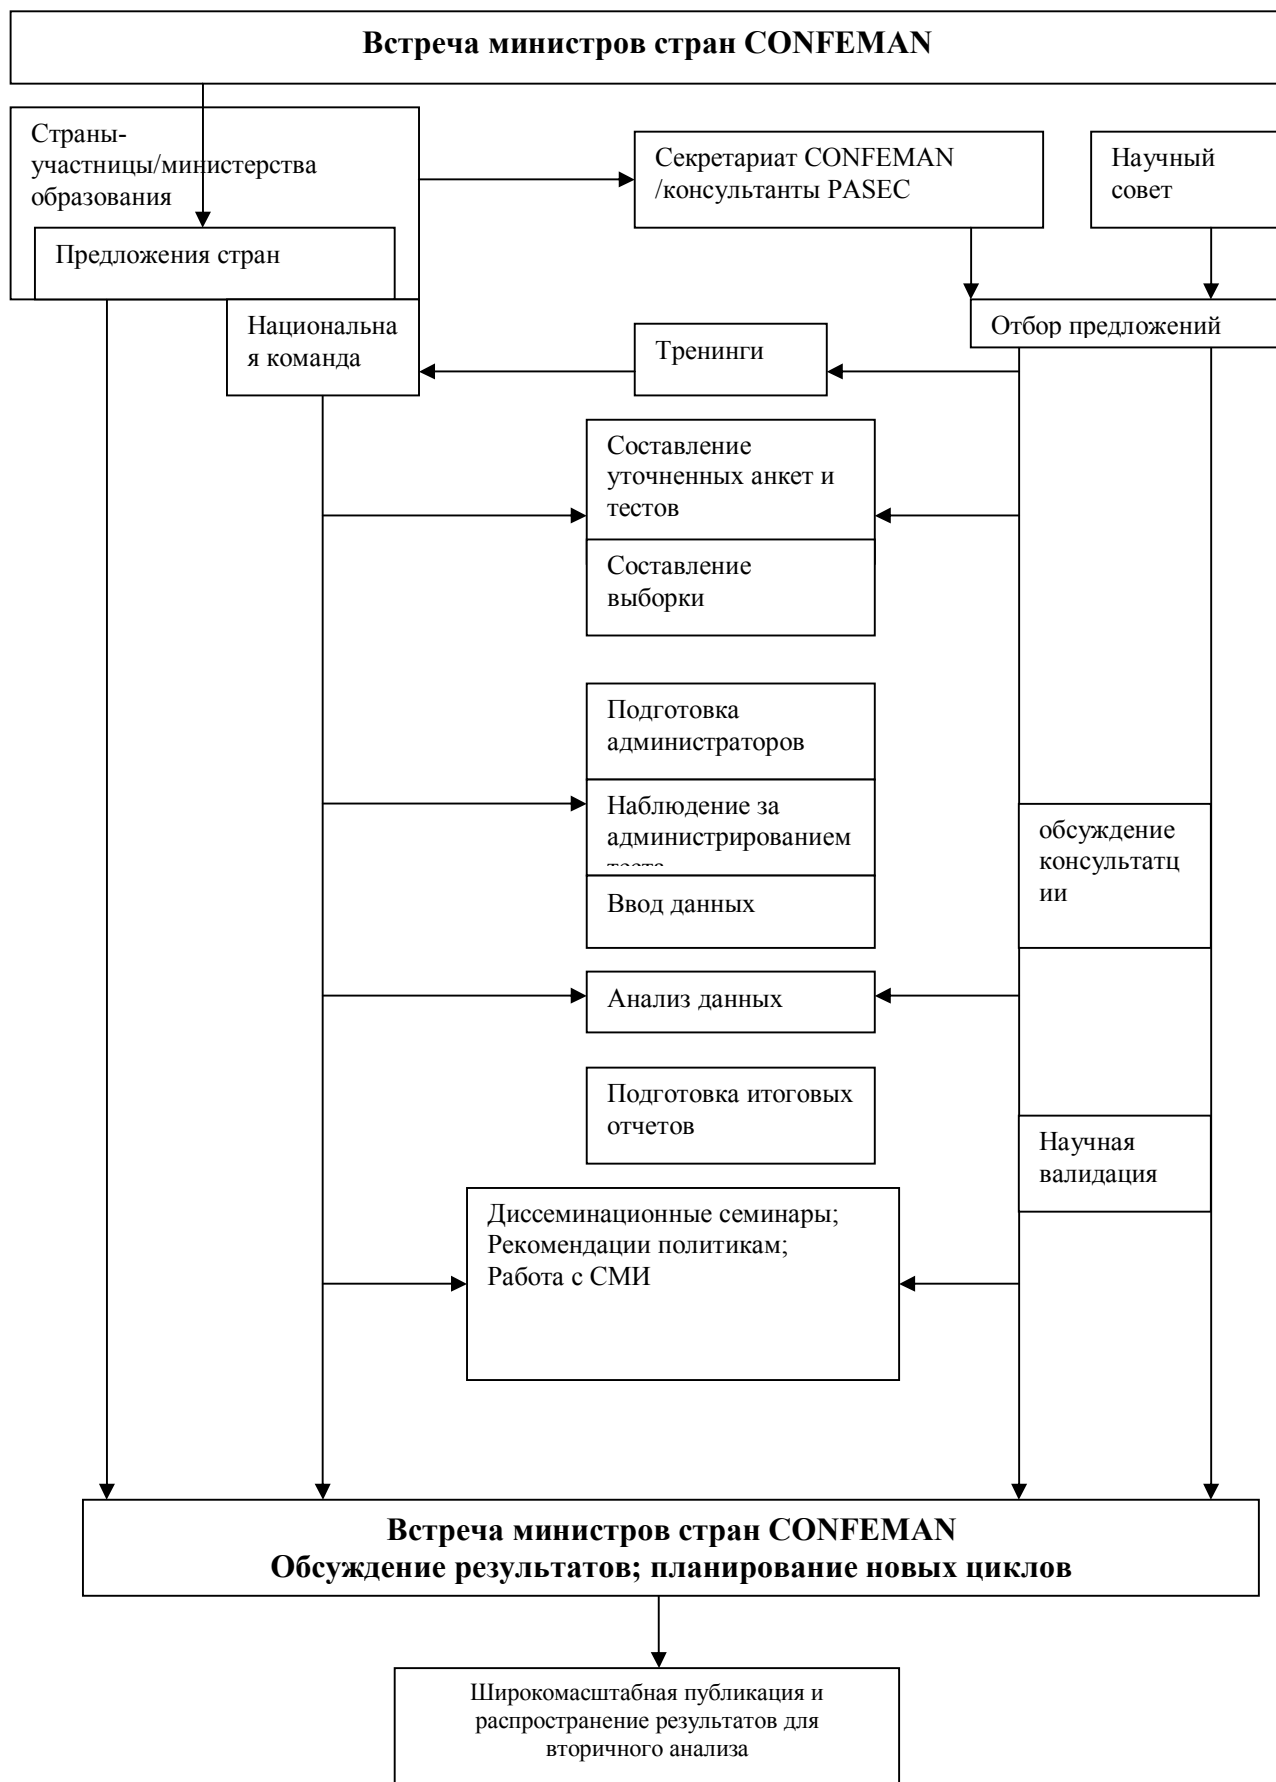 Встреча министров стран CONFEMAN
Страны-
участницы/министерства
образования
Секретариат CONFEMAN
/консультанты PASEC
Научный
совет
Предложения стран
Национальна
я команда
Тренинги
Отбор предложений
Составление
уточненных анкет и
тестов
Составление
выборки
Подготовка
администраторов
Наблюдение за
администрированием
теста
обсуждение
консультатц
ии
Ввод данных
Анализ данных
Подготовка итоговых
отчетов
Научная
валидация
Диссеминационные семинары;
Рекомендации политикам;
Работа с СМИ
Встреча министров стран CONFEMAN
Обсуждение результатов; планирование новых циклов
Широкомасштабная публикация и
распространение результатов для
вторичного анализа